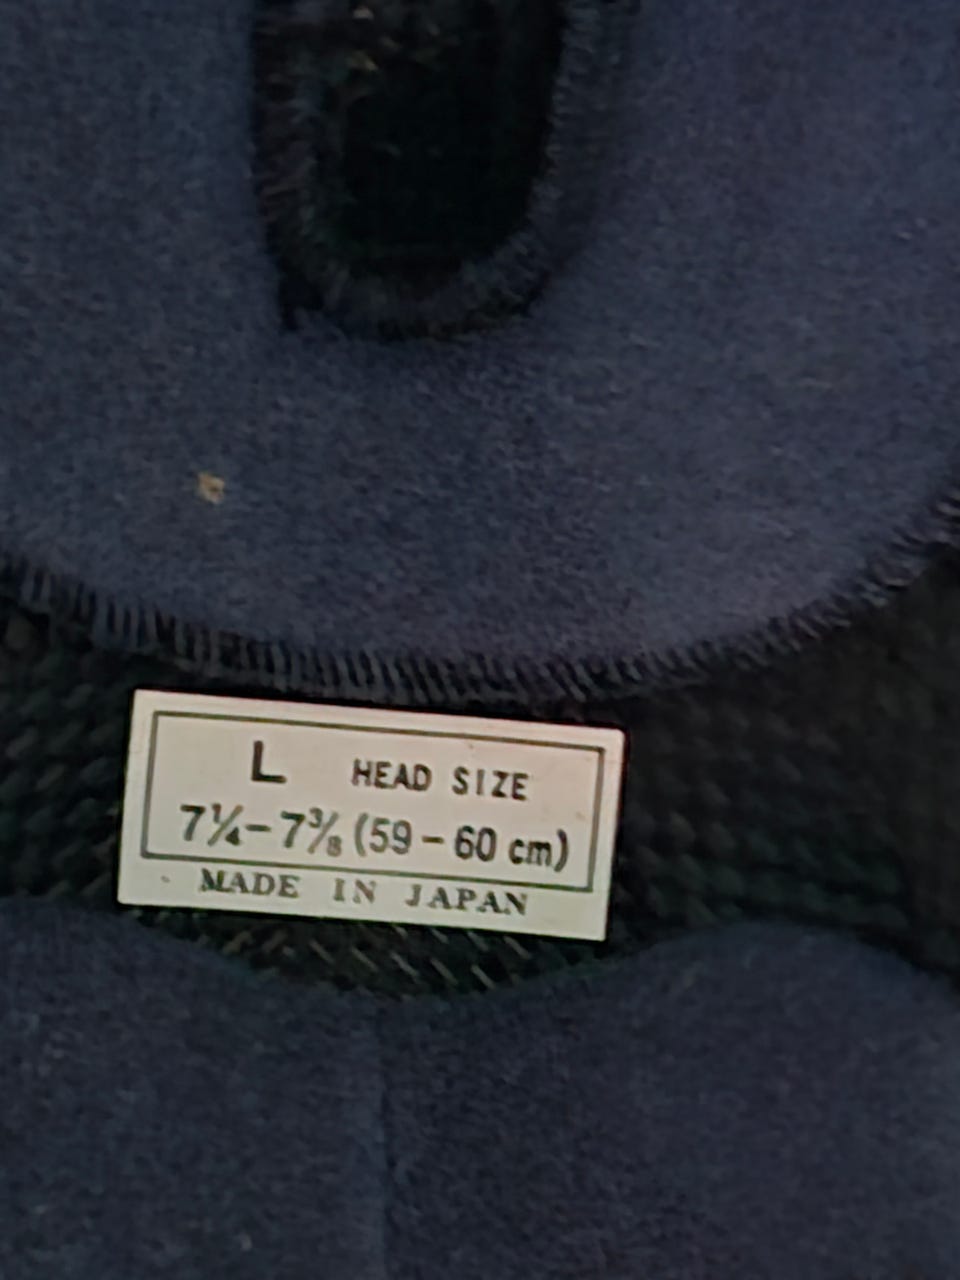 L HEAD SIZE
7¼-7⅜ (59-60 cm)
MADE IN JAPAN